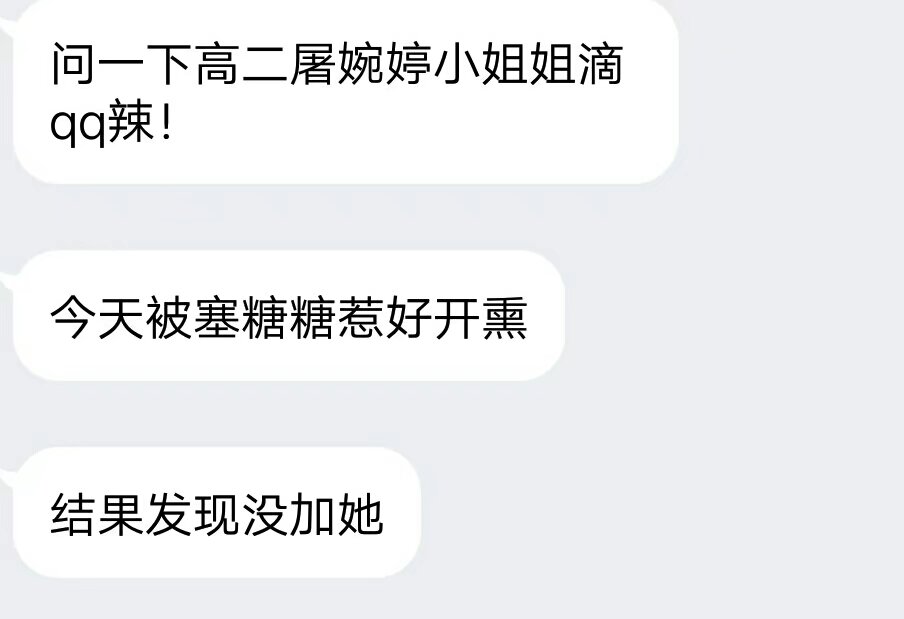 问一下高二屠婉婷小姐姐滴
qq辣！
今天被塞糖糖惹好开熏
结果发现没加她